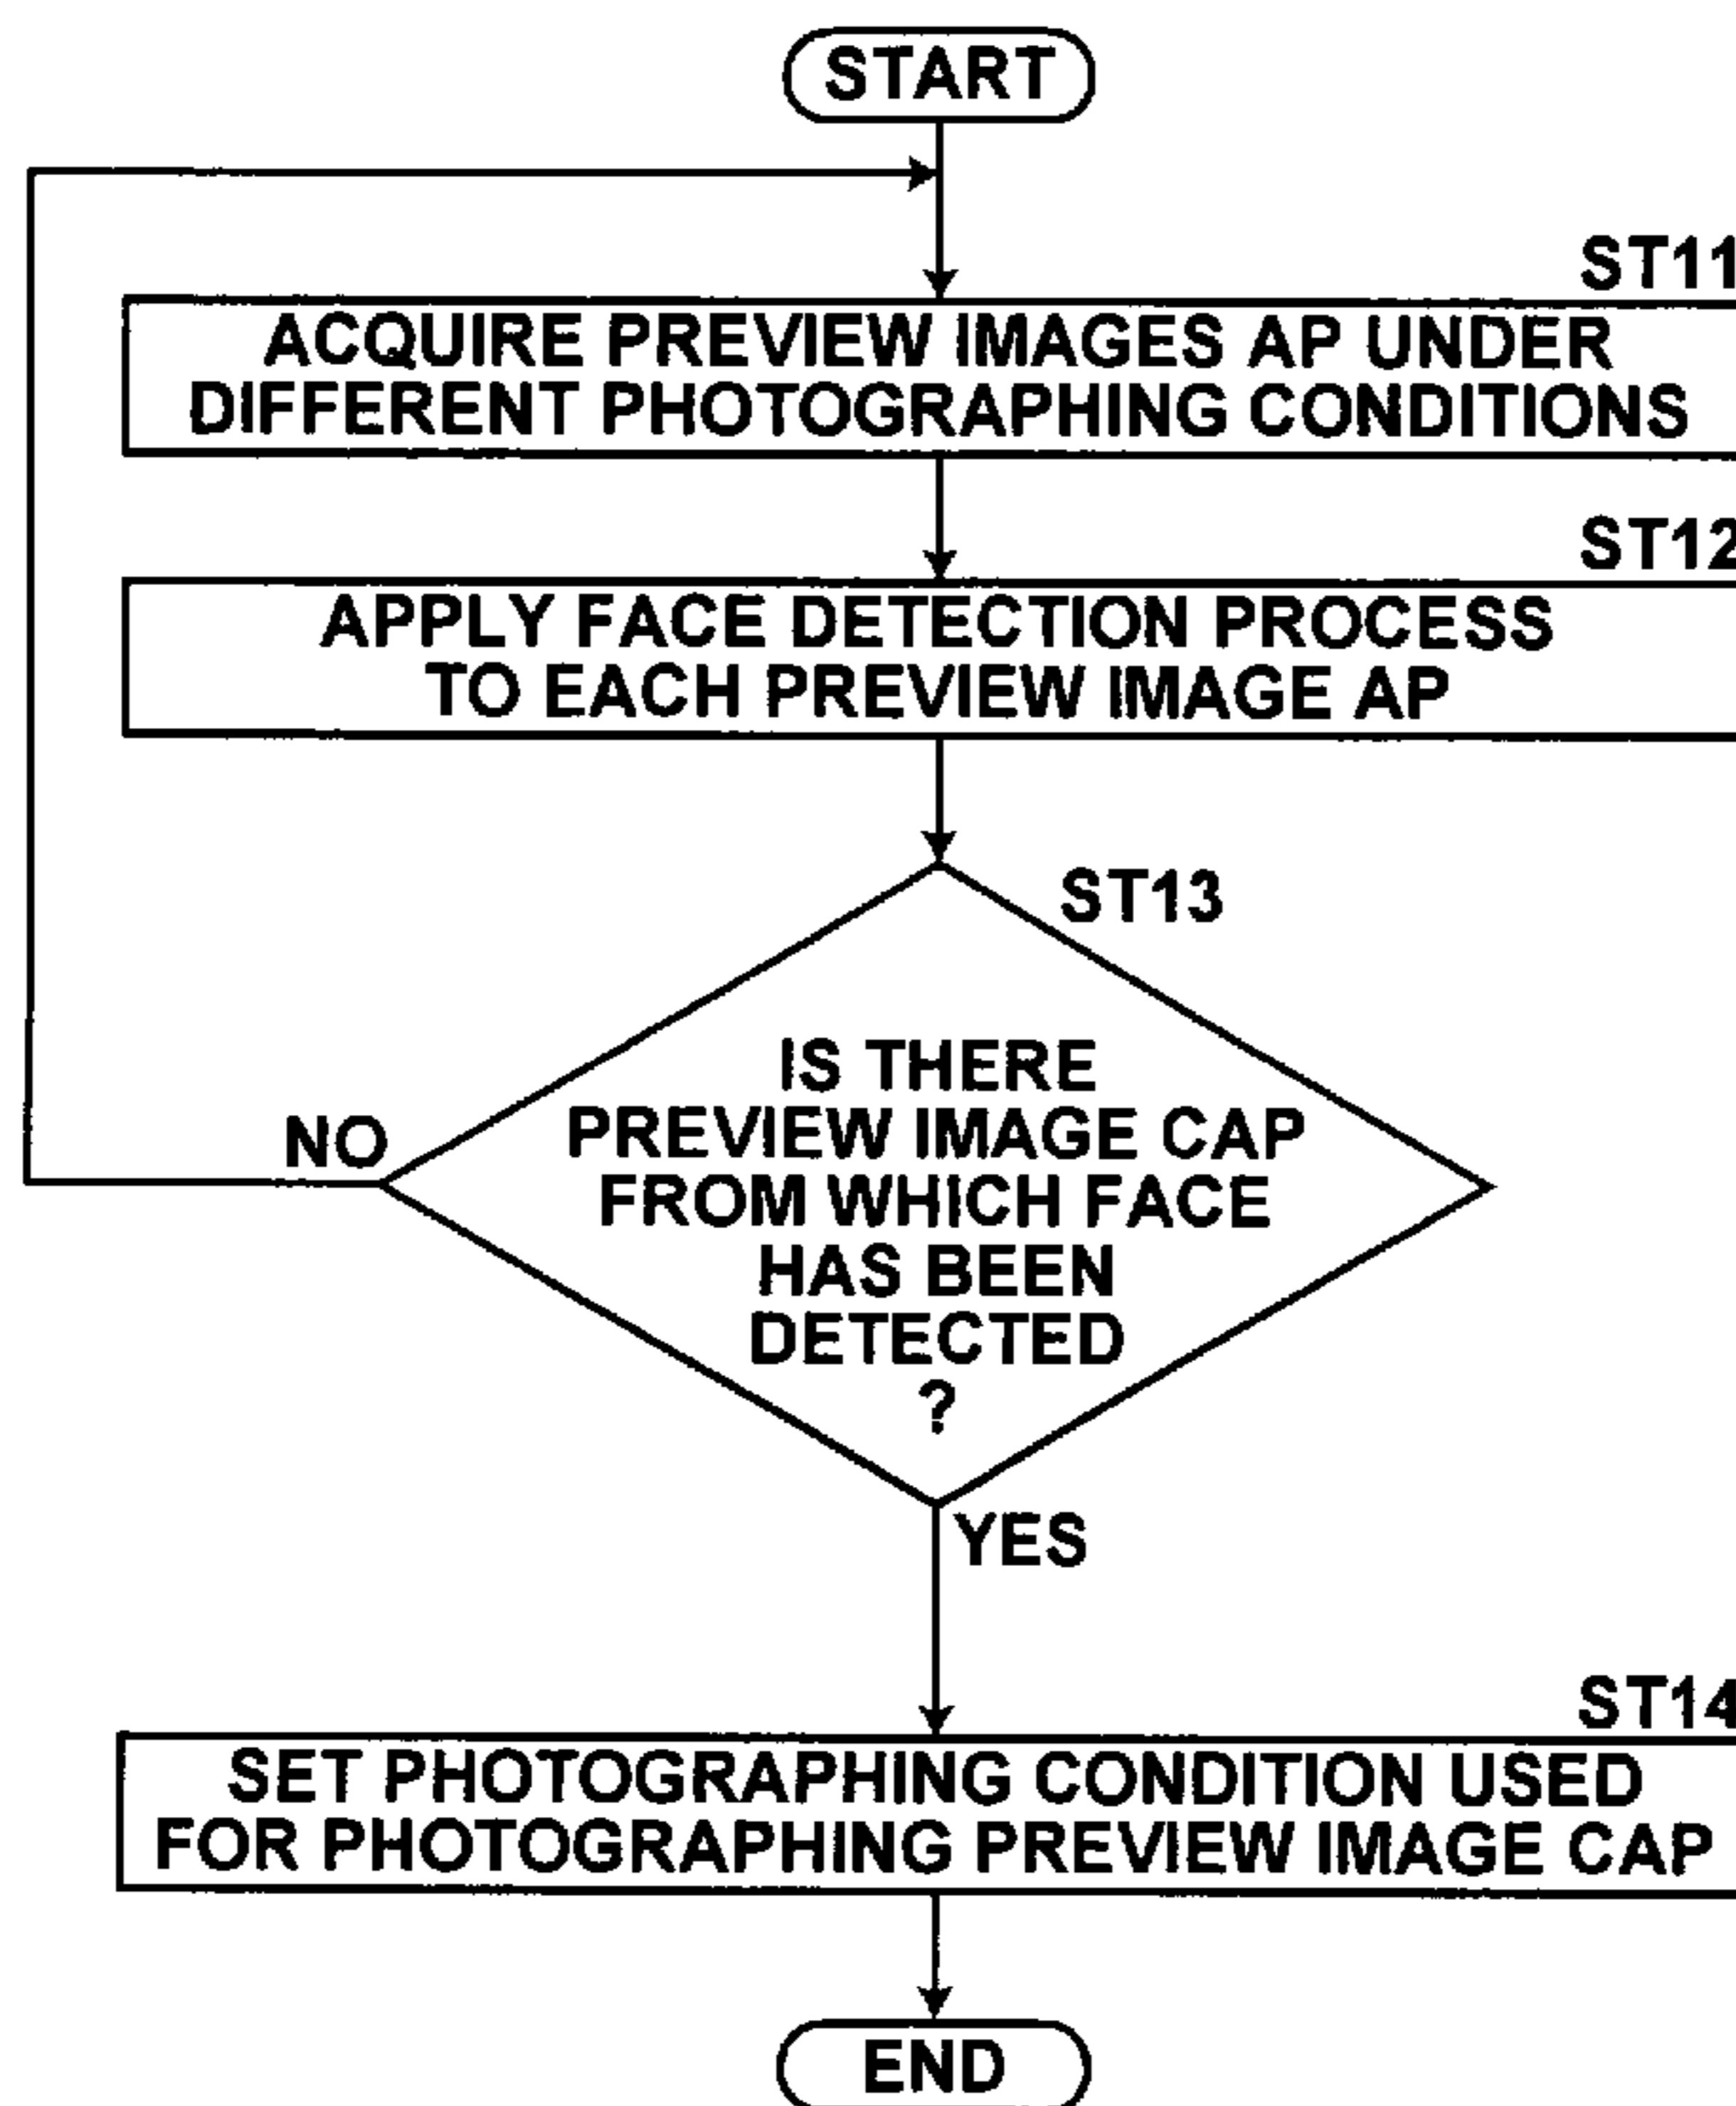 START
ST11
ACQUIRE PREVIEW IMAGES AP UNDER
DIFFERENT PHOTOGRAPHING CONDITIONS
ST12
APPLY FACE DETECTION PROCESS
TO EACH PREVIEW IMAGE AP
ST13
IS THERE
PREVIEW IMAGE CAP
FROM WHICH FACE
HAS BEEN
DETECTED
?
NO
YES
ST14
SET PHOTOGRAPHING CONDITION USED
FOR PHOTOGRAPHING PREVIEW IMAGE CAP
END